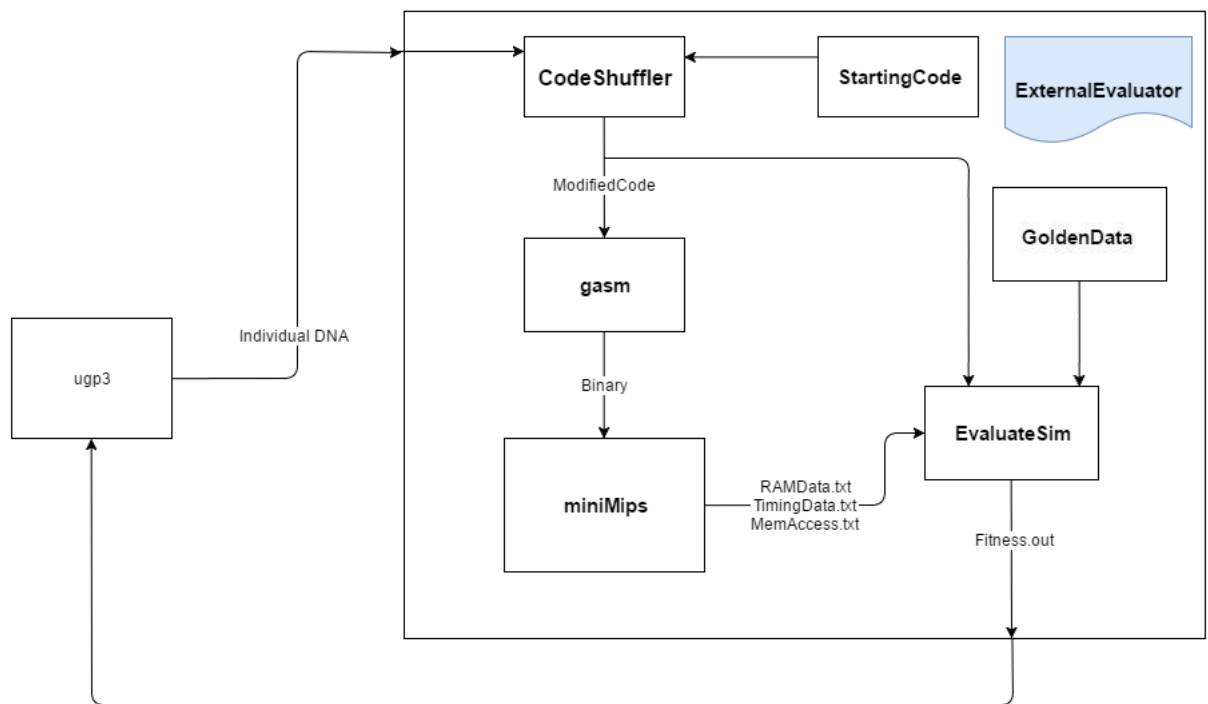 CodeShuffler
StartingCode
ExternalEvaluator
ModifiedCode
GoldenData
gasm
Individual DNA
ugp3
Binary
EvaluateSim
miniMips
RAMData.txt
TimingData.txt
MemAccess.txt
Fitness.out